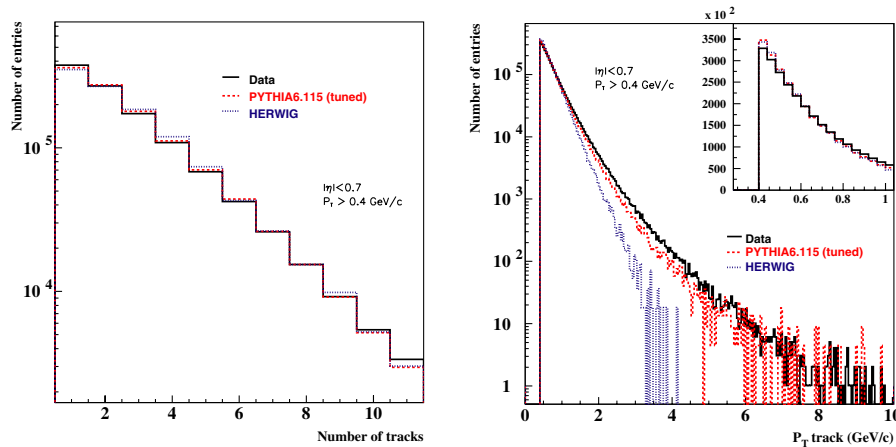 Number of entries
10^5
10^4
Data
PYTHIA6.115 (tuned)
HERWIG
|η|<0.7
P_T > 0.4 GeV/c
2 4 6 8 10
Number of tracks
Number of entries
10^5
10^4
10^3
10^2
10
1
|η|<0.7
P_T > 0.4 GeV/c
Data
PYTHIA6.115 (tuned)
HERWIG
0 2 4 6 8 10
P_T track (GeV/c)
x 10^2
3500
3000
2500
2000
1500
1000
500
0
0.4 0.6 0.8 1